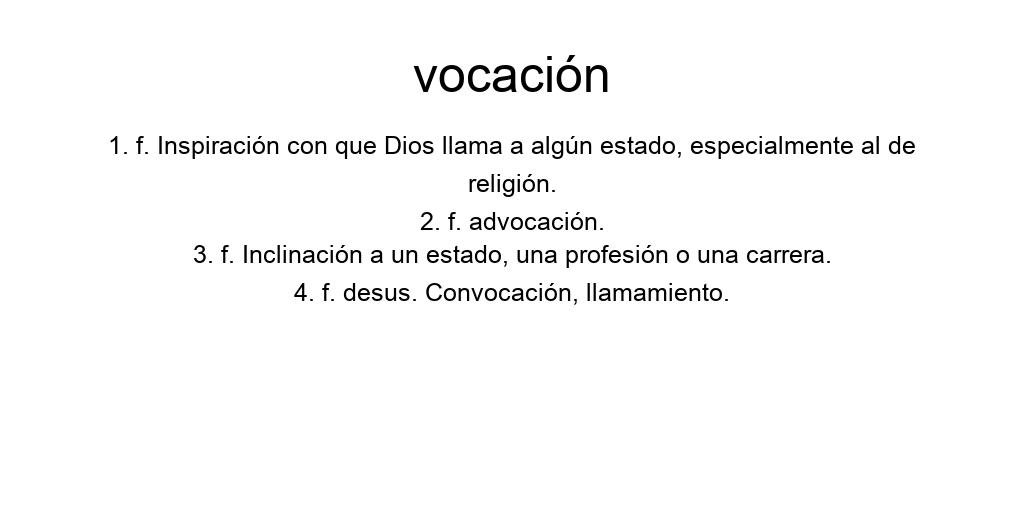 vocación
1. f. Inspiración con que Dios llama a algún estado, especialmente al de
religión.
2. f. advocación.
3. f. Inclinación a un estado, una profesión o una carrera.
4. f. desus. Convocación, llamamiento.